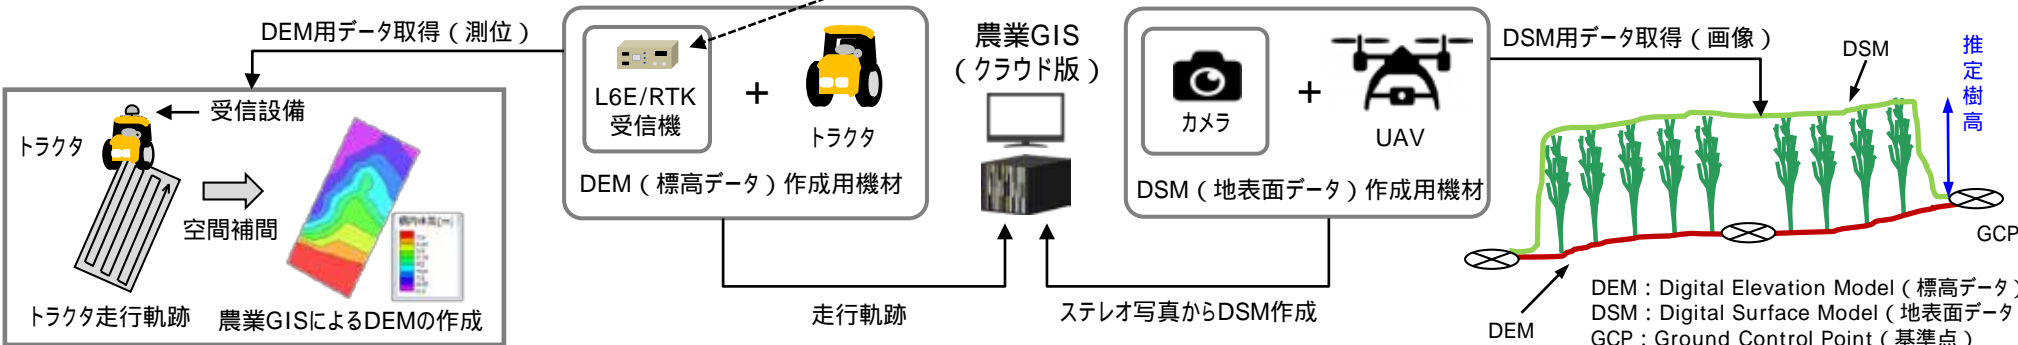 DEM用データ取得（測位）
受信設備
トラクタ
空間補間
トラクタ走行軌跡
農業GISによるDEMの作成
L6E/RTK
受信機
+
トラクタ
DEM（標高データ）作成用機材
走行軌跡
農業GIS
（クラウド版）
カメラ
+
UAV
DSM（地表面データ）作成用機材
ステレオ写真からDSM作成
DSM用データ取得（画像）
DSM
推定樹高
GCP
DEM
DEM：Digital Elevation Model（標高データ）
DSM：Digital Surface Model（地表面データ
GCP：Ground Control Point（基準点）